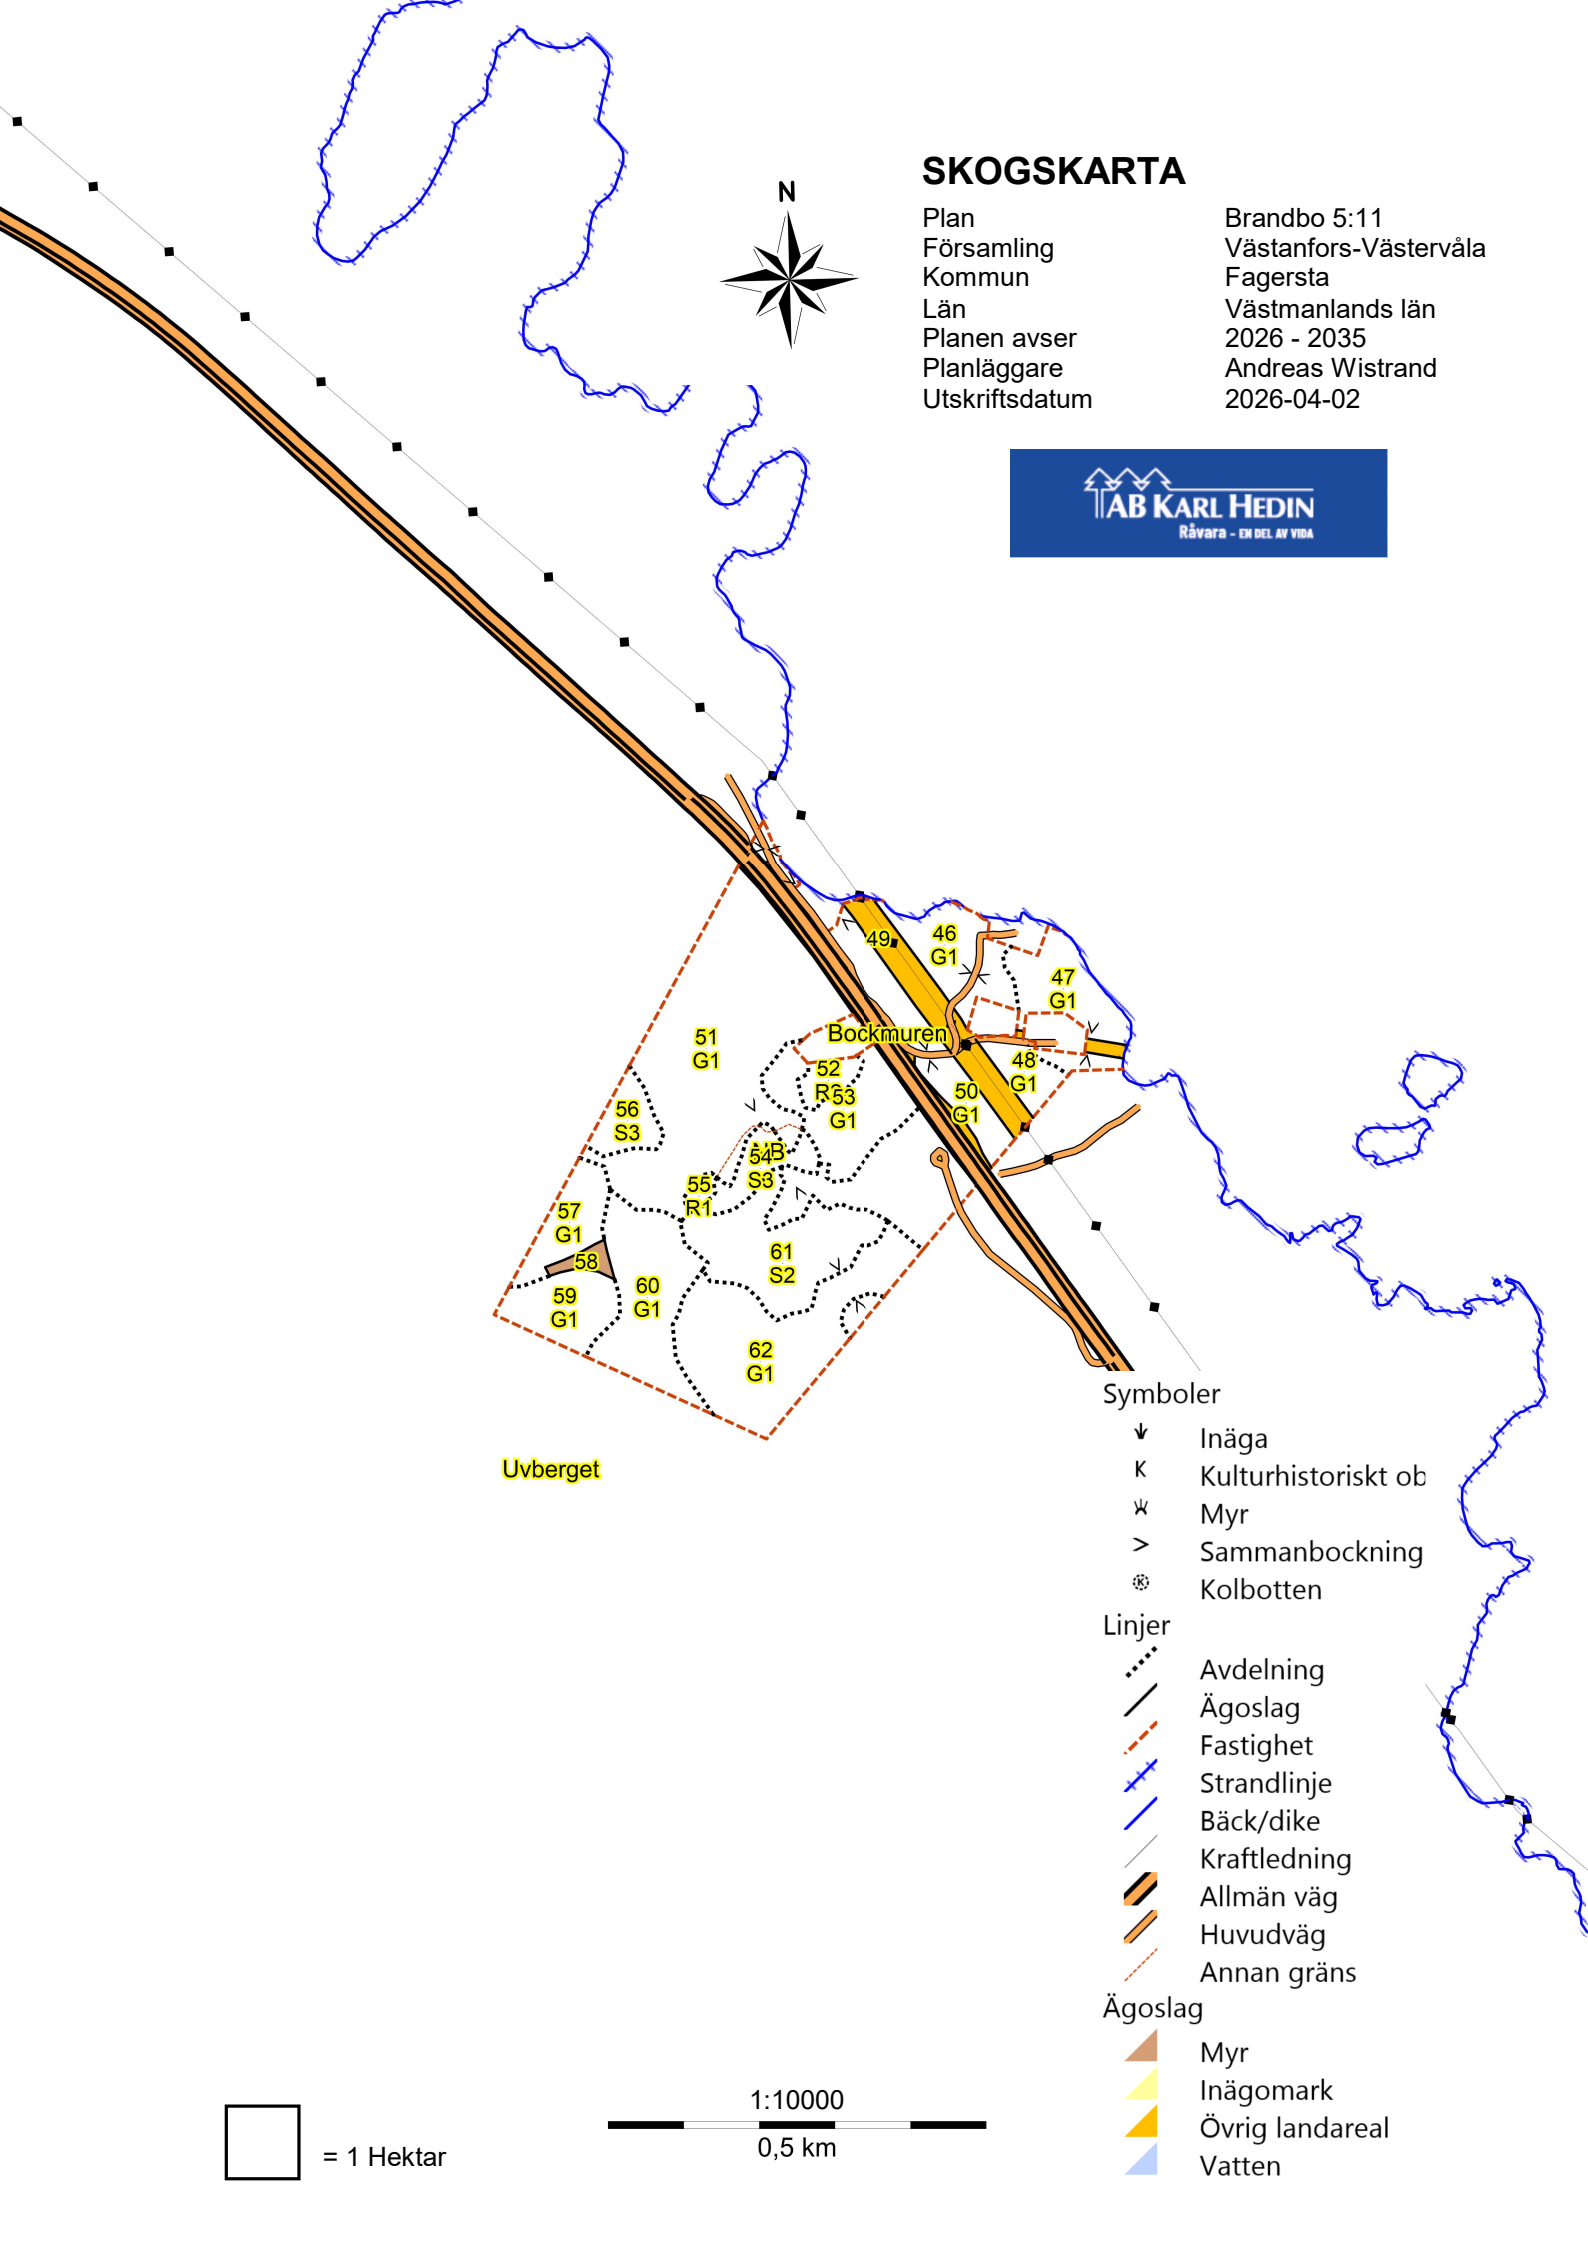 N
SKOGSKARTA
Plan Brandbo 5:11
Församling Västanfors-Västervåla
Kommun Fagersta
Län Västmanlands län
Planen avser 2026 - 2035
Planläggare Andreas Wistrand
Utskriftsdatum 2026-04-02
AB KARL HEDIN
Råvara - EN DEL AV VIDA
49
46
G1
47
G1
51
G1
Bockmuren
52
48
G1
53
G1
50
G1
56
S3
54
S3
55
R1
57
G1
58
61
S2
59
G1
60
G1
62
G1
Uvberget
Symboler
Inäga
K Kulturhistoriskt ob
Myr
Sammanbockning
K Kolbotten
Linjer
Avdelning
Ägoslag
Fastighet
Strandlinje
Bäck/dike
Kraftledning
Allmän väg
Huvudväg
Annan gräns
Ägoslag
Myr
Inägomark
Övrig landareal
Vatten
1:10000
0,5 km
= 1 Hektar